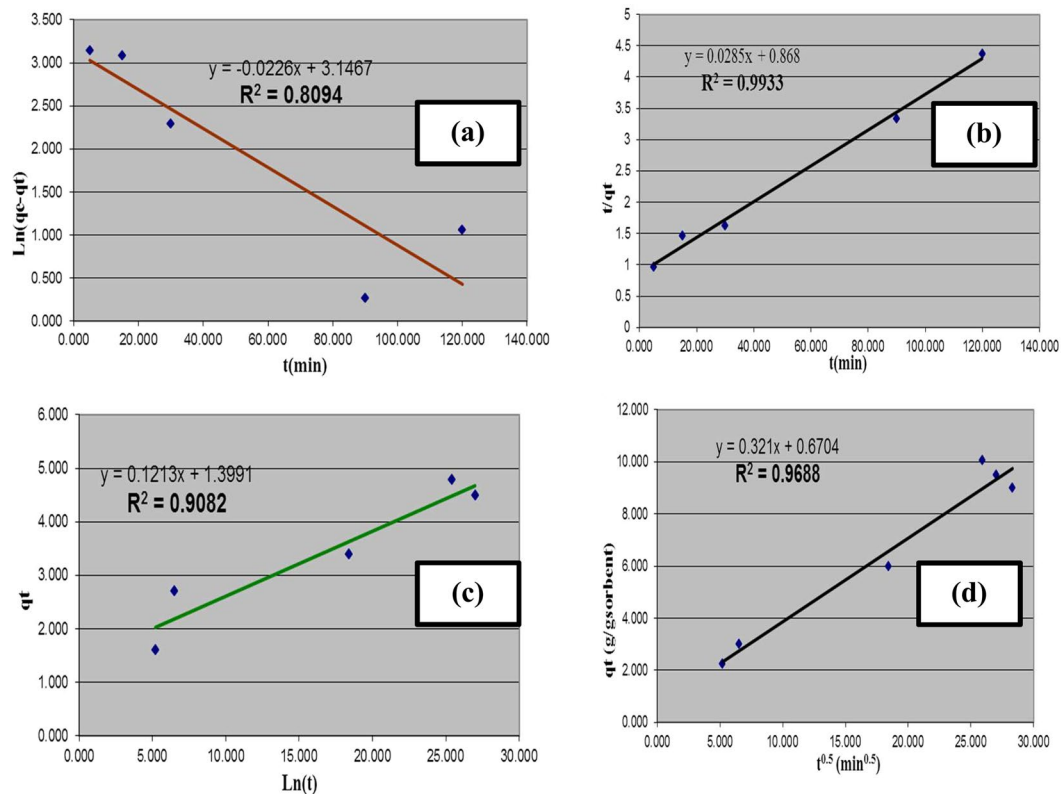 3.500
3.000
2.500
2.000
1.500
1.000
0.500
0.000
Ln(qe-qt)
y = -0.0226x + 3.1467
R² = 0.8094
(a)
0.000 20.000 40.000 60.000 80.000 100.000 120.000 140.000
t(min)
5
4.5
4
3.5
3
2.5
2
1.5
1
0.5
0
t/qt
y = 0.0285x + 0.868
R² = 0.9933
(b)
0.000 20.000 40.000 60.000 80.000 100.000 120.000 140.000
t(min)
6.000
5.000
4.000
3.000
2.000
1.000
0.000
qt
y = 0.1213x + 1.3991
R² = 0.9082
(c)
0.000 5.000 10.000 15.000 20.000 25.000 30.000
Ln(t)
12.000
10.000
8.000
6.000
4.000
2.000
0.000
qt (g/gsorbent)
y = 0.321x + 0.6704
R² = 0.9688
(d)
0.000 5.000 10.000 15.000 20.000 25.000 30.000
t⁰·⁵ (min⁰·⁵)